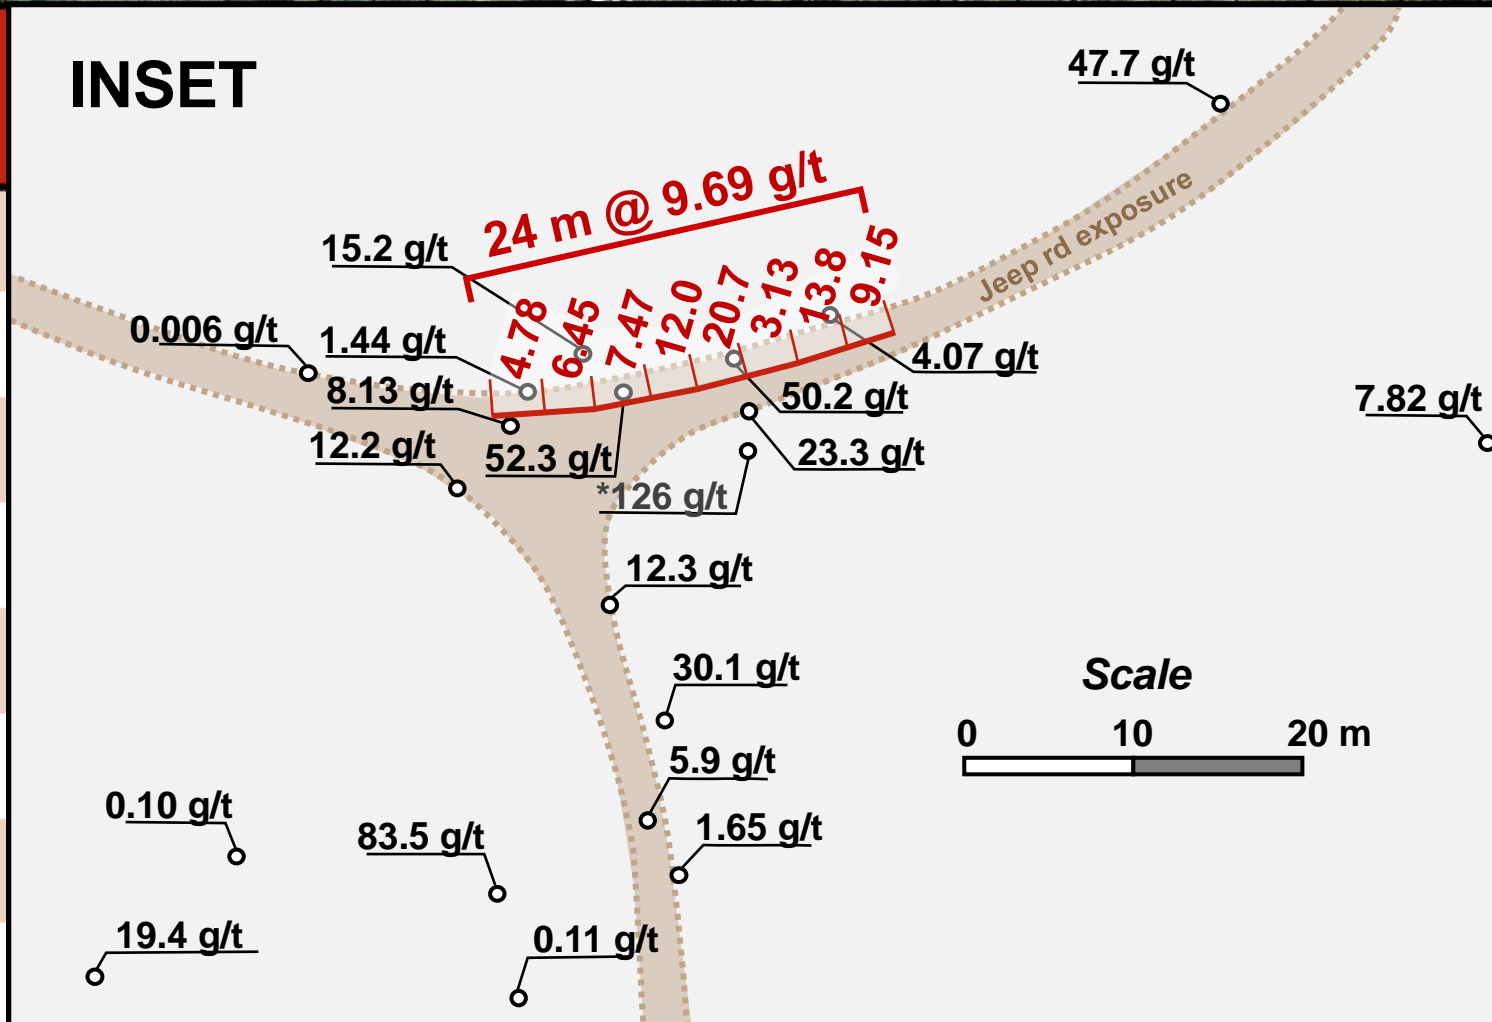 INSET
47.7 g/t
24 m @ 9.69 g/t
15.2 g/t
4.78
6.45
7.47
12.0
20.7
3.13
13.8
9.15
Jeep rd exposure
0.006 g/t
1.44 g/t
4.07 g/t
8.13 g/t
50.2 g/t
7.82 g/t
12.2 g/t
52.3 g/t
23.3 g/t
*126 g/t
12.3 g/t
30.1 g/t
Scale
0 10 20 m
5.9 g/t
0.10 g/t
83.5 g/t
1.65 g/t
19.4 g/t
0.11 g/t